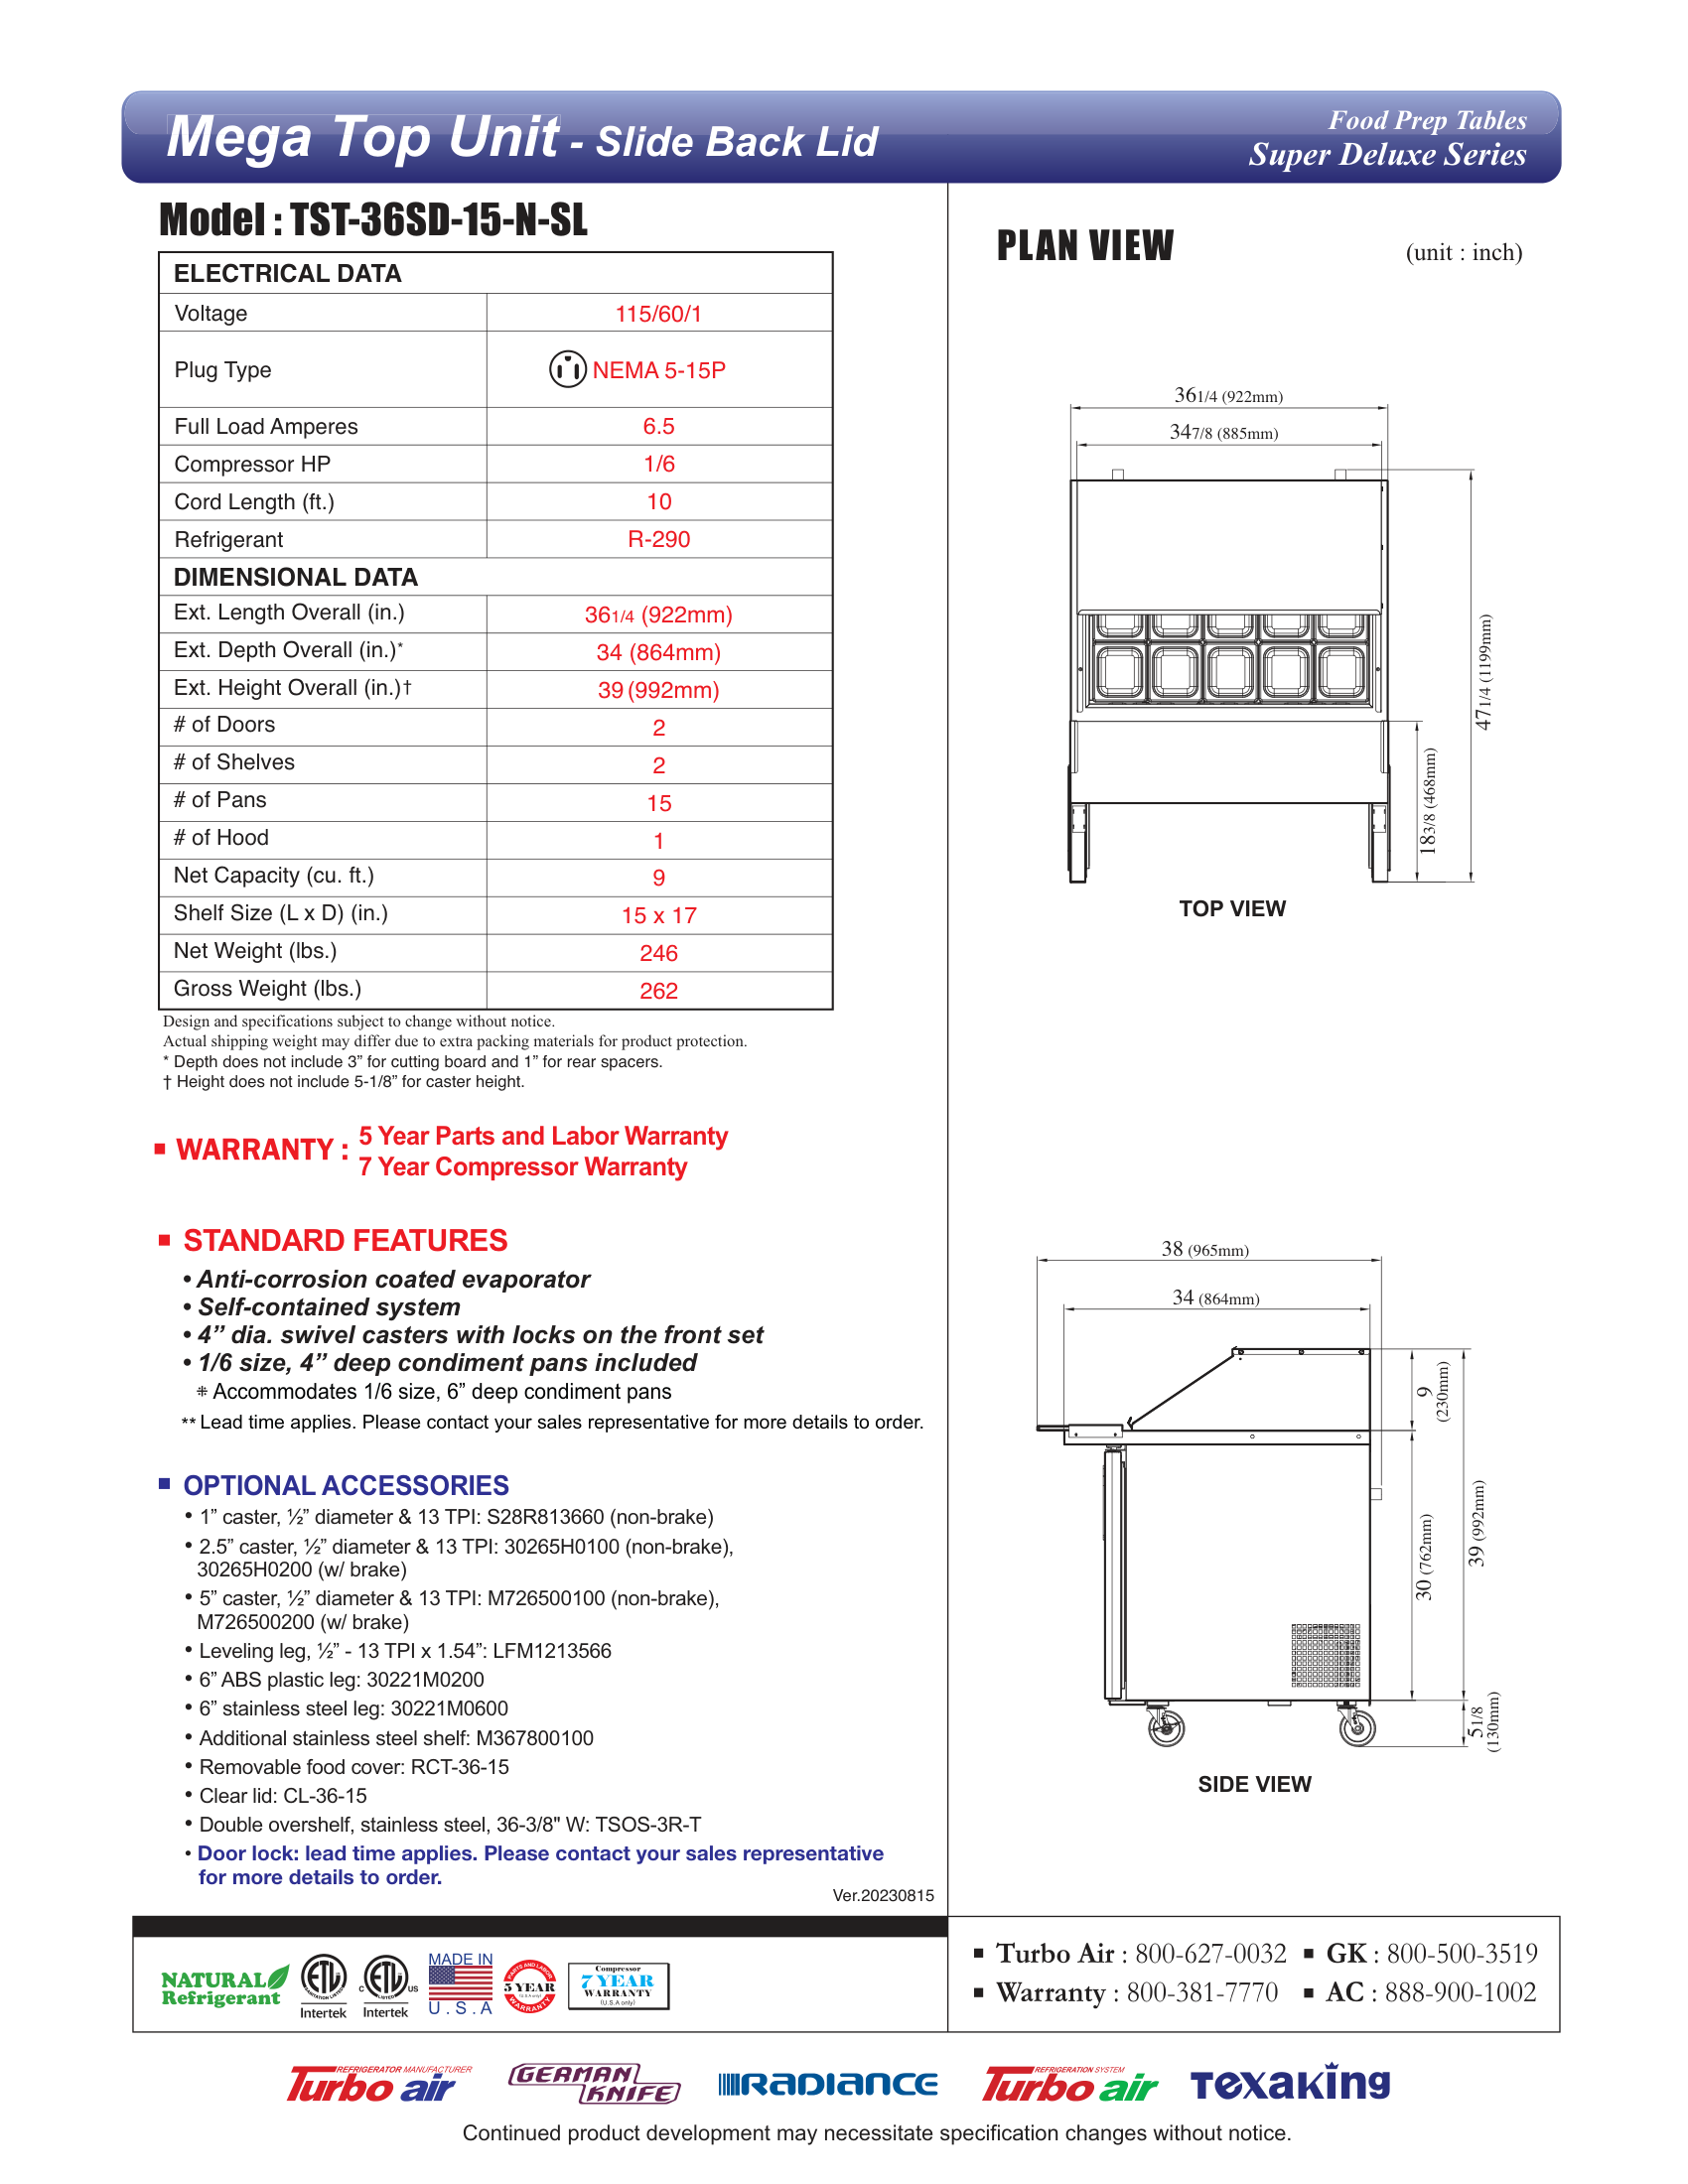 Mega Top Unit - Slide Back Lid
Food Prep Tables
Super Deluxe Series
Model : TST-36SD-15-N-SL
ELECTRICAL DATA
Voltage 115/60/1
Plug Type NEMA 5-15P
Full Load Amperes 6.5
Compressor HP 1/6
Cord Length (ft.) 10
Refrigerant R-290
DIMENSIONAL DATA
Ext. Length Overall (in.) 361/4 (922mm)
Ext. Depth Overall (in.)* 34 (864mm)
Ext. Height Overall (in.)† 39 (992mm)
# of Doors 2
# of Shelves 2
# of Pans 15
# of Hood 1
Net Capacity (cu. ft.) 9
Shelf Size (L x D) (in.) 15 x 17
Net Weight (lbs.) 246
Gross Weight (lbs.) 262
Design and specifications subject to change without notice.
Actual shipping weight may differ due to extra packing materials for product protection.
* Depth does not include 3” for cutting board and 1” for rear spacers.
† Height does not include 5-1/8” for caster height.
■ WARRANTY : 5 Year Parts and Labor Warranty
7 Year Compressor Warranty
■ STANDARD FEATURES
• Anti-corrosion coated evaporator
• Self-contained system
• 4” dia. swivel casters with locks on the front set
• 1/6 size, 4” deep condiment pans included
⁜ Accommodates 1/6 size, 6” deep condiment pans
** Lead time applies. Please contact your sales representative for more details to order.
■ OPTIONAL ACCESSORIES
• 1” caster, ½” diameter & 13 TPI: S28R813660 (non-brake)
• 2.5” caster, ½” diameter & 13 TPI: 30265H0100 (non-brake),
30265H0200 (w/ brake)
• 5” caster, ½” diameter & 13 TPI: M726500100 (non-brake),
M726500200 (w/ brake)
• Leveling leg, ½” - 13 TPI x 1.54”: LFM1213566
• 6” ABS plastic leg: 30221M0200
• 6” stainless steel leg: 30221M0600
• Additional stainless steel shelf: M367800100
• Removable food cover: RCT-36-15
• Clear lid: CL-36-15
• Double overshelf, stainless steel, 36-3/8" W: TSOS-3R-T
• Door lock: lead time applies. Please contact your sales representative
for more details to order.
Ver.20230815
PLAN VIEW
(unit : inch)
361/4 (922mm)
347/8 (885mm)
471/4 (1199mm)
183/8 (468mm)
TOP VIEW
38 (965mm)
34 (864mm)
9
(230mm)
30 (762mm)
39 (992mm)
51/8
(130mm)
SIDE VIEW
NATURAL
Refrigerant
ETL
Intertek
C ETL US
LISTED
Intertek
MADE IN
U.S.A
PARTS AND LABOR
5 YEAR
WARRANTY
Compressor
7 YEAR
WARRANTY
(U.S.A only)
■ Turbo Air : 800-627-0032 ■ GK : 800-500-3519
■ Warranty : 800-381-7770 ■ AC : 888-900-1002
REFRIGERATOR MANUFACTURER
Turbo air
GERMAN
KNIFE
RADIANCE
REFRIGERATION SYSTEM
Turbo air
TEXAKING
Continued product development may necessitate specification changes without notice.